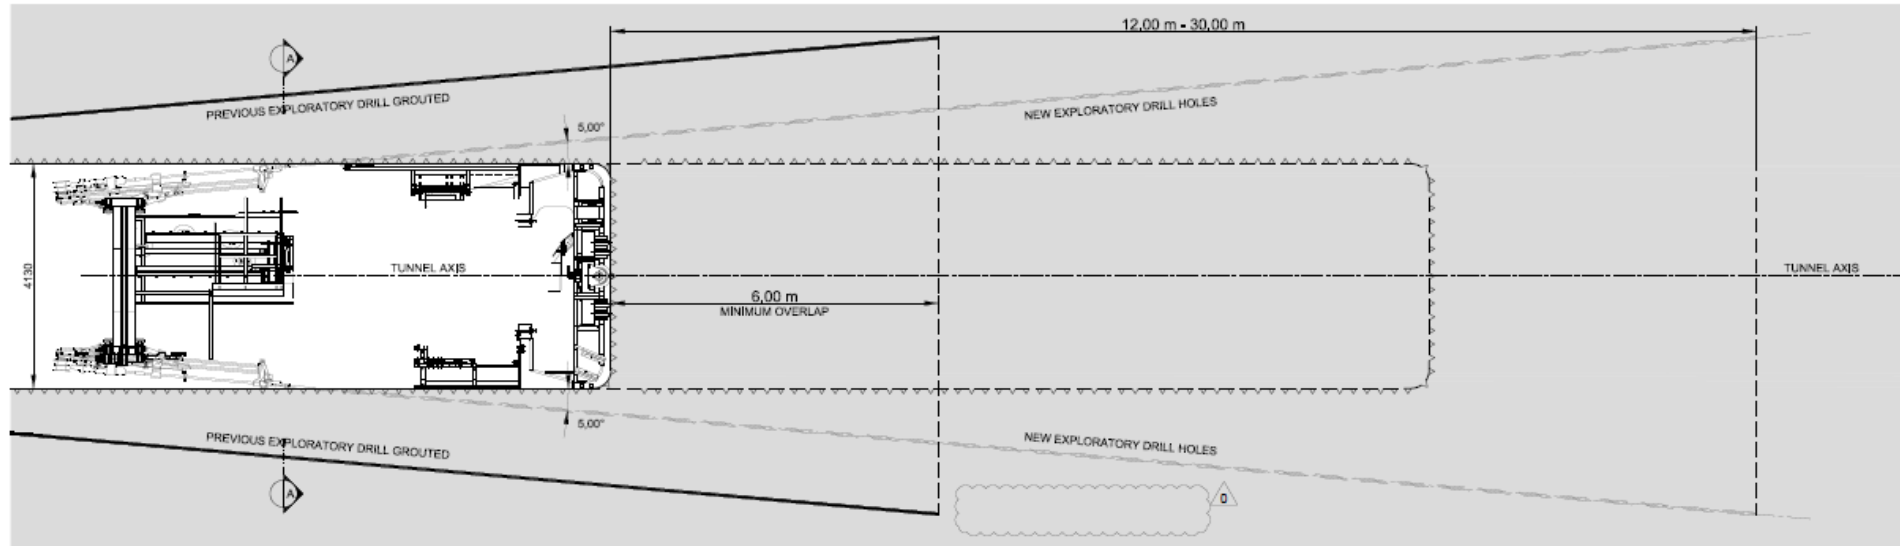 12,00 m - 30,00 m
A
PREVIOUS EXPLORATORY DRILL GROUTED
NEW EXPLORATORY DRILL HOLES
5,00°
4130
TUNNEL AXIS
TUNNEL AXIS
6,00 m
MINIMUM OVERLAP
5,00°
PREVIOUS EXPLORATORY DRILL GROUTED
NEW EXPLORATORY DRILL HOLES
A
0